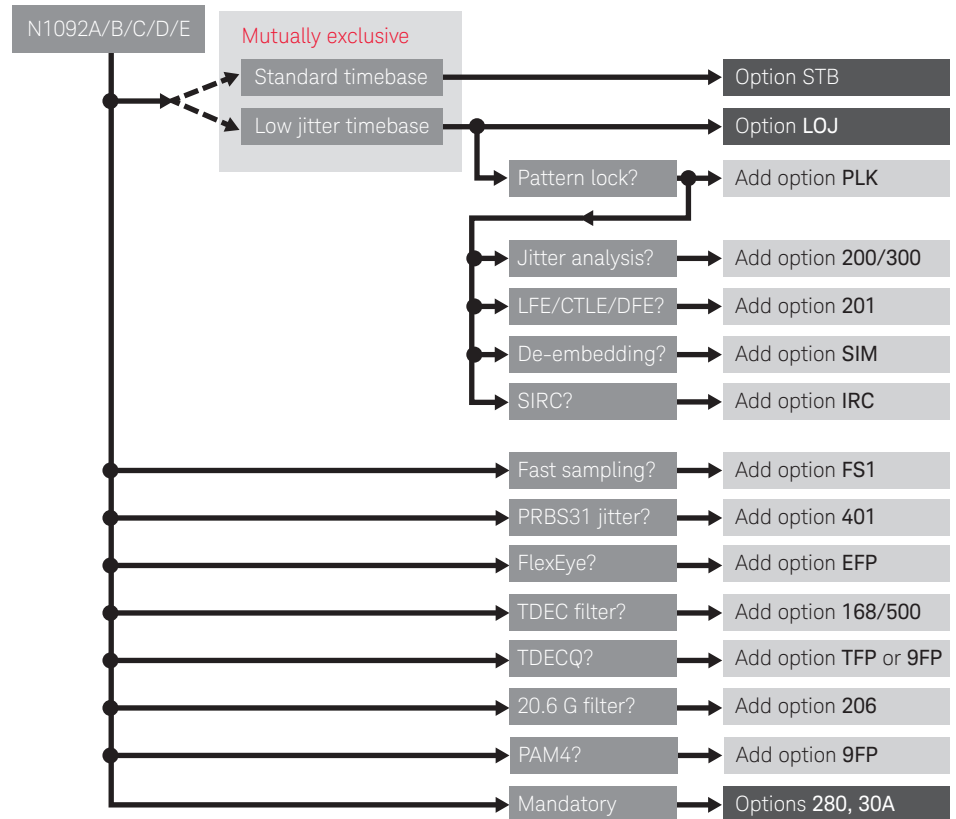 N1092A/B/C/D/E
Mutually exclusive
Standard timebase
Option STB
Low jitter timebase
Option LOJ
Pattern lock?
Add option PLK
Jitter analysis?
Add option 200/300
LFE/CTLE/DFE?
Add option 201
De-embedding?
Add option SIM
SIRC?
Add option IRC
Fast sampling?
Add option FS1
PRBS31 jitter?
Add option 401
FlexEye?
Add option EFP
TDEC filter?
Add option 168/500
TDECQ?
Add option TFP or 9FP
20.6 G filter?
Add option 206
PAM4?
Add option 9FP
Mandatory
Options 280, 30A